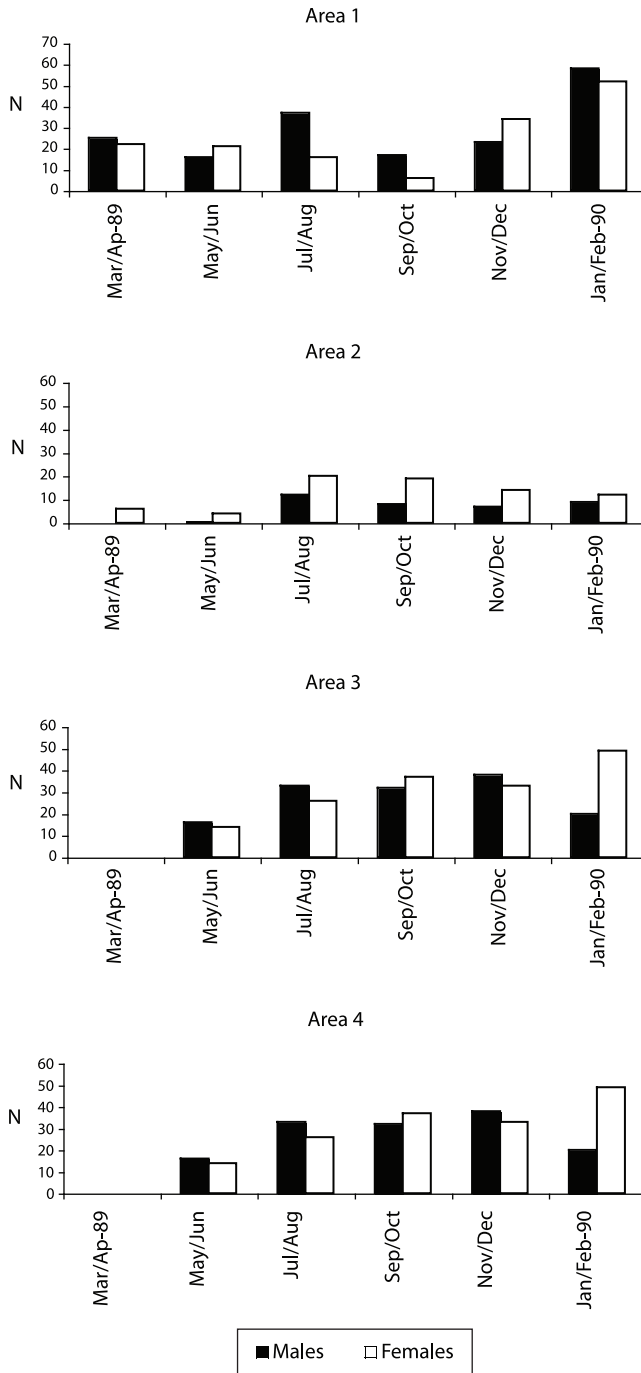 Area 1
70
60
50
40
30
20
10
0
N
Mar/Ap-89
May/Jun
Jul/Aug
Sep/Oct
Nov/Dec
Jan/Feb-90
Area 2
60
50
40
30
20
10
0
N
Mar/Ap-89
May/Jun
Jul/Aug
Sep/Oct
Nov/Dec
Jan/Feb-90
Area 3
60
50
40
30
20
10
0
N
Mar/Ap-89
May/Jun
Jul/Aug
Sep/Oct
Nov/Dec
Jan/Feb-90
Area 4
60
50
40
30
20
10
0
N
Mar/Ap-89
May/Jun
Jul/Aug
Sep/Oct
Nov/Dec
Jan/Feb-90
Males Females